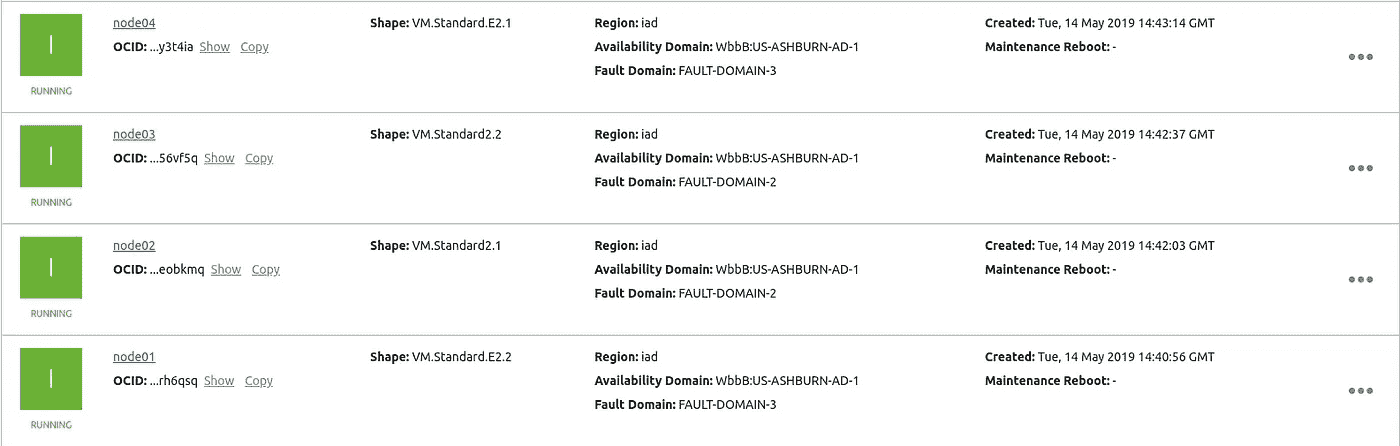 node04 Shape: VM.Standard.E2.1 Region: iad Created: Tue, 14 May 2019 14:43:14 GMT
OCID: ...y3t4ia Show Copy Availability Domain: WbbB:US-ASHBURN-AD-1 Maintenance Reboot: -
Fault Domain: FAULT-DOMAIN-3
RUNNING
node03 Shape: VM.Standard2.2 Region: iad Created: Tue, 14 May 2019 14:42:37 GMT
OCID: ...56vf5q Show Copy Availability Domain: WbbB:US-ASHBURN-AD-1 Maintenance Reboot: -
Fault Domain: FAULT-DOMAIN-2
RUNNING
node02 Shape: VM.Standard2.1 Region: iad Created: Tue, 14 May 2019 14:42:03 GMT
OCID: ...eobkmq Show Copy Availability Domain: WbbB:US-ASHBURN-AD-1 Maintenance Reboot: -
Fault Domain: FAULT-DOMAIN-2
RUNNING
node01 Shape: VM.Standard.E2.2 Region: iad Created: Tue, 14 May 2019 14:40:56 GMT
OCID: ...rh6qsq Show Copy Availability Domain: WbbB:US-ASHBURN-AD-1 Maintenance Reboot: -
Fault Domain: FAULT-DOMAIN-3
RUNNING